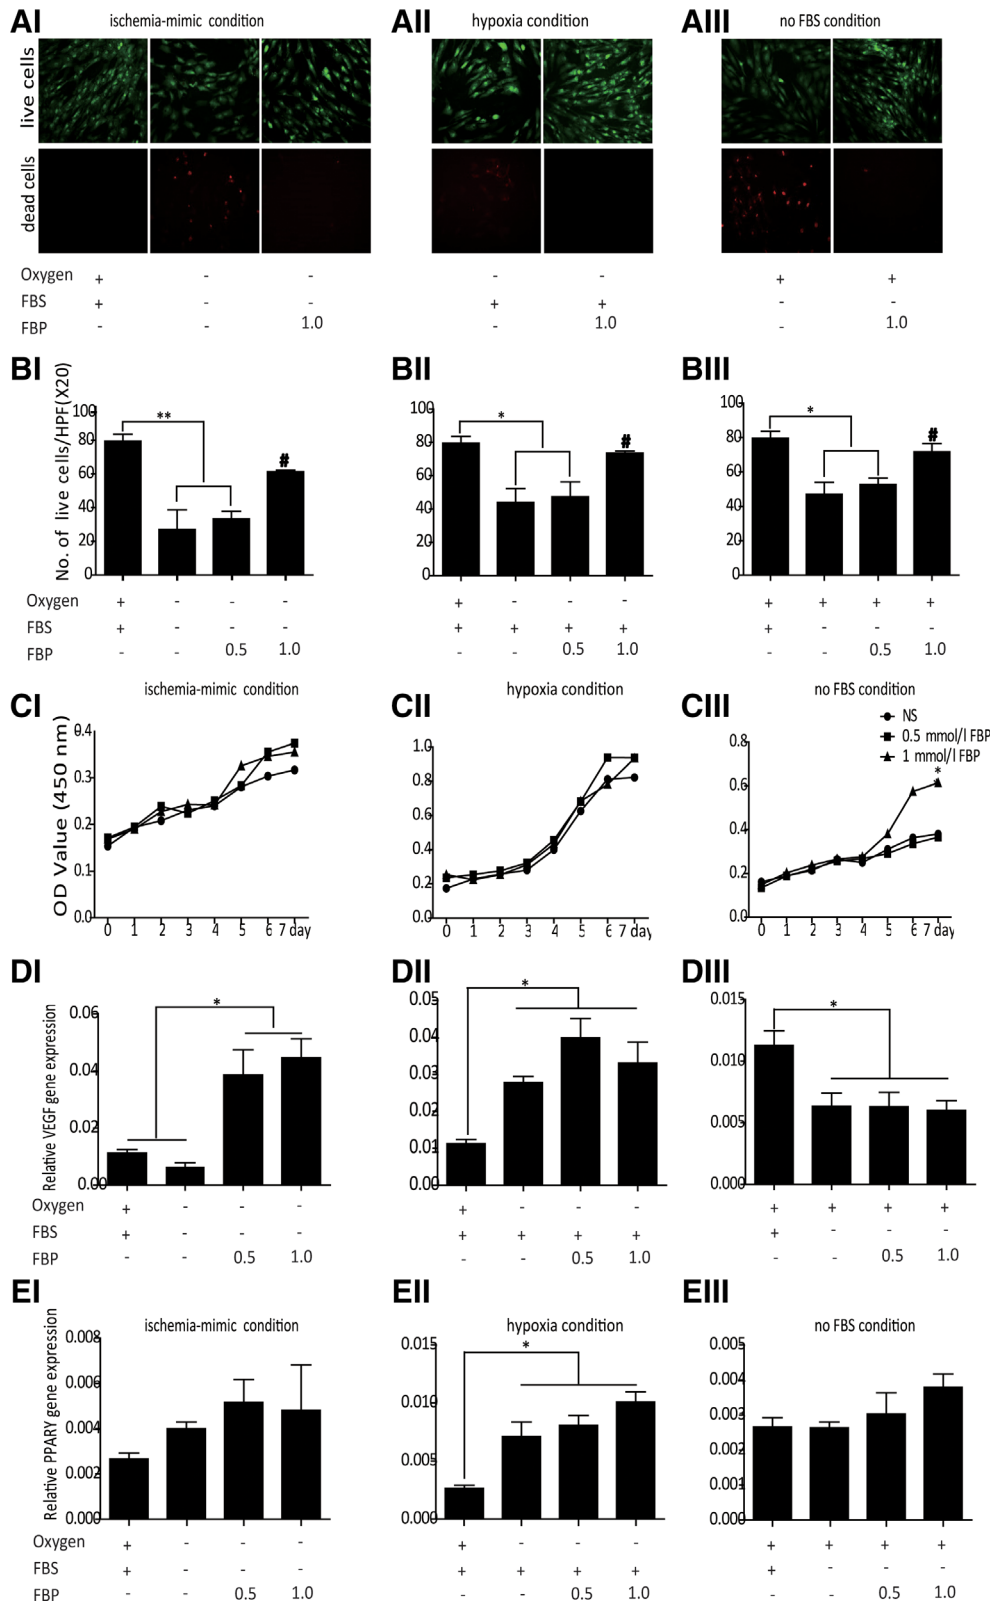 AI ischemia-mimic condition AII hypoxia condition AIII no FBS condition
live cells
dead cells
Oxygen + - - - - + +
FBS + - - + + - -
FBP - - 1.0 - 1.0 - 1.0
BI BII BIII
No. of live cells/HPF(X20)
100 80 60 40 20 0 ** #
100 80 60 40 20 0 * #
100 80 60 40 20 0 * #
Oxygen + - - - + - - - + + + +
FBS + - - - + + + + + - - -
FBP - - 0.5 1.0 - - 0.5 1.0 - - 0.5 1.0
ischemia-mimic condition hypoxia condition no FBS condition
CI CII CIII
NS
0.5 mmol/l FBP
1 mmol/l FBP
*
OD Value (450 nm)
0.4 0.3 0.2 0.1 0.0
1.0 0.8 0.6 0.4 0.2 0.0
0.8 0.6 0.4 0.2 0.0
0 1 2 3 4 5 6 7 day 0 1 2 3 4 5 6 7 day 0 1 2 3 4 5 6 7 day
DI DII DIII
Relative VEGF gene expression
0.06 0.04 0.02 0.00 *
0.05 0.04 0.03 0.02 0.01 0.00 *
0.015 0.010 0.005 0.000 *
Oxygen + - - - + - - - + + + +
FBS + - - - + + + + + - - -
FBP - - 0.5 1.0 - - 0.5 1.0 - - 0.5 1.0
EI EII EIII
ischemia-mimic condition hypoxia condition no FBS condition
Relative PPARY gene expression
0.008 0.006 0.004 0.002 0.000
0.015 0.010 0.005 0.000 *
0.005 0.004 0.003 0.002 0.001 0.000
Oxygen + - - - + - - - + + + +
FBS + - - - + + + + + - - -
FBP - - 0.5 1.0 - - 0.5 1.0 - - 0.5 1.0